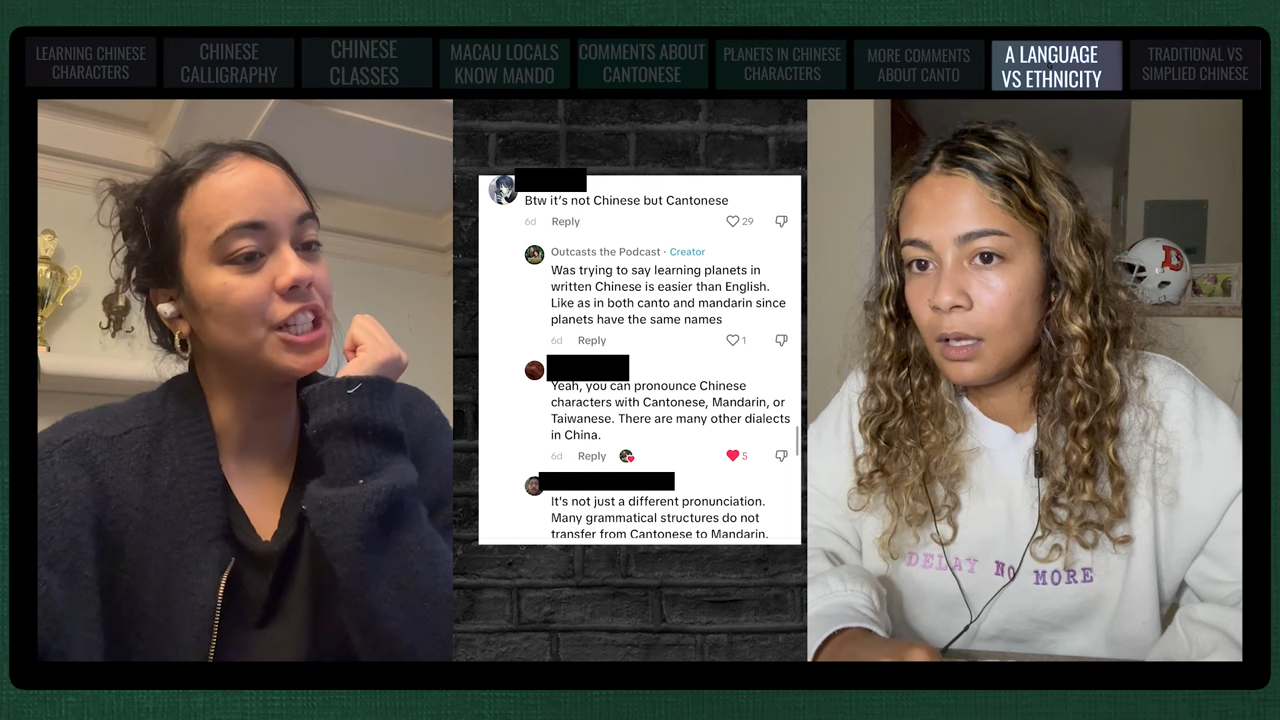 LEARNING CHINESE
CHARACTERS
CHINESE
CALLIGRAPHY
CHINESE
CLASSES
MACAU LOCALS
KNOW MANDO
COMMENTS ABOUT
CANTONESE
PLANETS IN CHINESE
CHARACTERS
MORE COMMENTS
ABOUT CANTO
A LANGUAGE
VS ETHNICITY
TRADITIONAL VS
SIMPLIED CHINESE
Btw it's not Chinese but Cantonese
6d Reply 29
Outcasts the Podcast · Creator
Was trying to say learning planets in
written Chinese is easier than English.
Like as in both canto and mandarin since
planets have the same names
6d Reply 1
Yeah, you can pronounce Chinese
characters with Cantonese, Mandarin, or
Taiwanese. There are many other dialects
in China.
6d Reply 5
It's not just a different pronunciation.
Many grammatical structures do not
transfer from Cantonese to Mandarin.
DELAY NO MORE
D